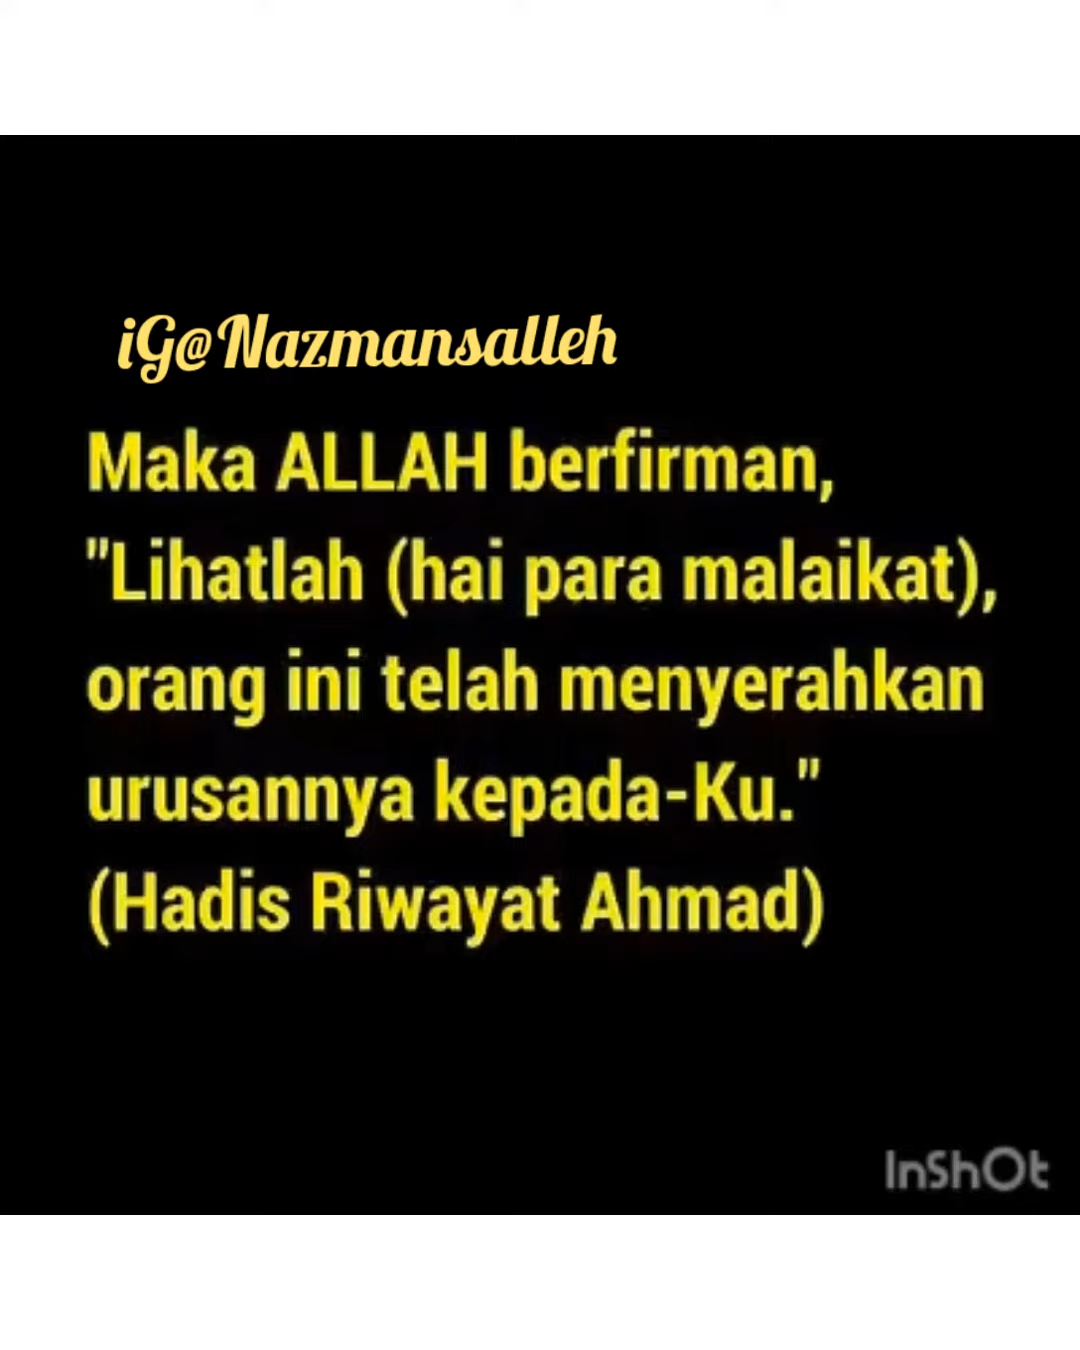 iG@Nazmansalleh
Maka ALLAH berfirman,
"Lihatlah (hai para malaikat),
orang ini telah menyerahkan
urusannya kepada-Ku."
(Hadis Riwayat Ahmad)
InShOt